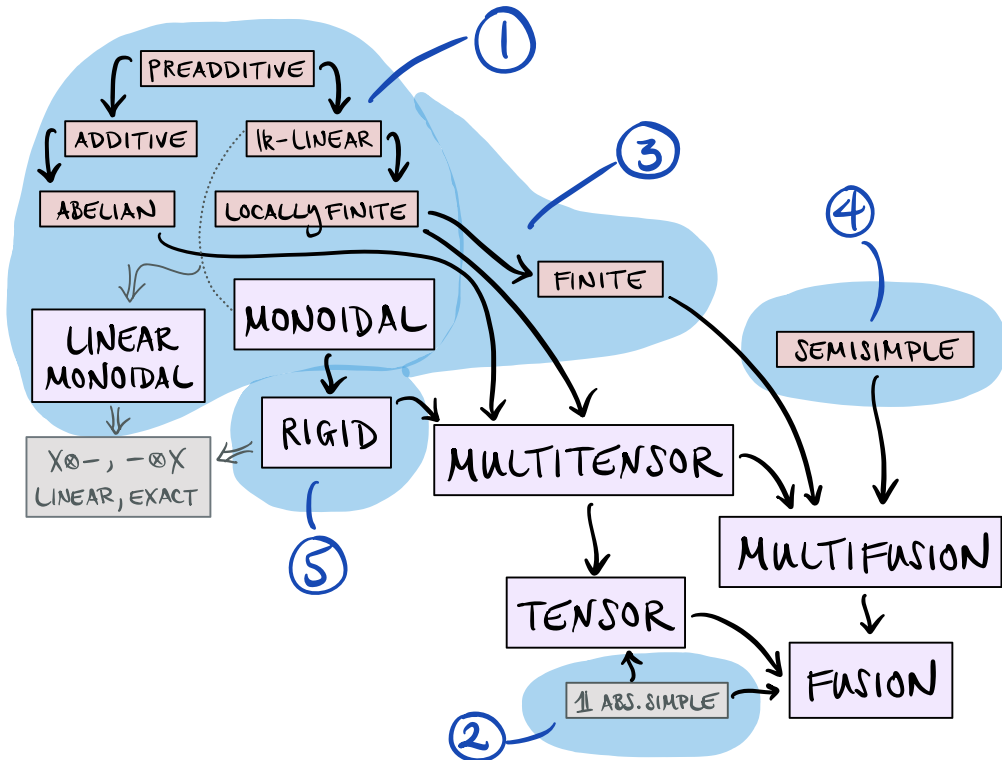 ①
PREADDITIVE
③
ADDITIVE
𝕜-LINEAR
④
ABELIAN
LOCALLY FINITE
FINITE
LINEAR
MONOIDAL
MONOIDAL
SEMISIMPLE
RIGID
X⊗-, -⊗X
LINEAR, EXACT
MULTITENSOR
⑤
MULTIFUSION
TENSOR
𝟙 ABS. SIMPLE
FUSION
②